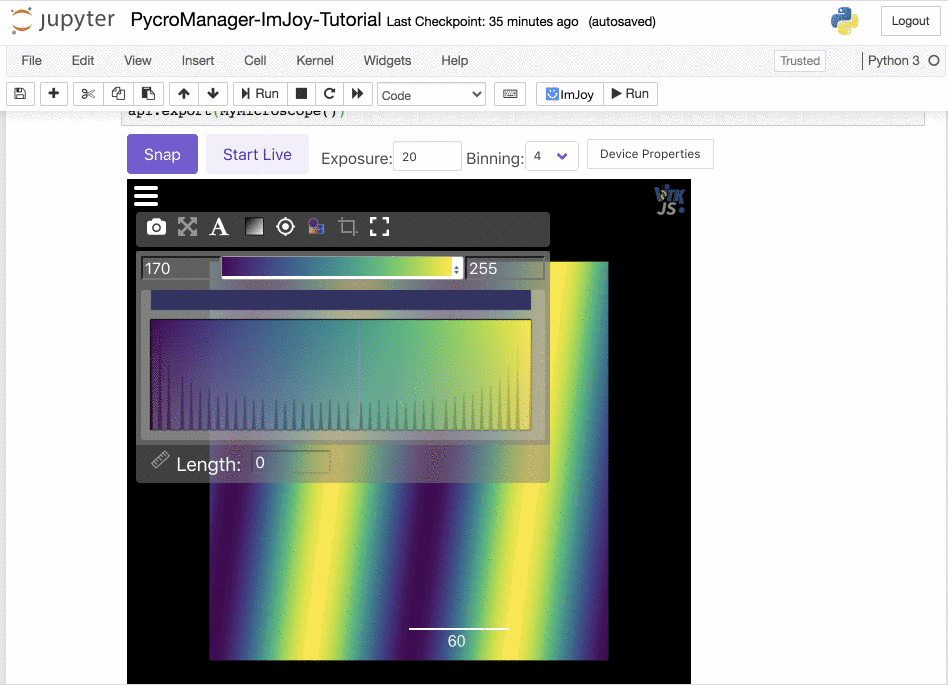 jupyter PycroManager-ImJoy-Tutorial Last Checkpoint: 35 minutes ago (autosaved) Logout
File Edit View Insert Cell Kernel Widgets Help Trusted Python 3
Run Code ImJoy Run
api.export(MyMicroscope())
Snap Start Live Exposure: 20 Binning: 4 Device Properties
VTK
JS
A
170 255
Length: 0
60